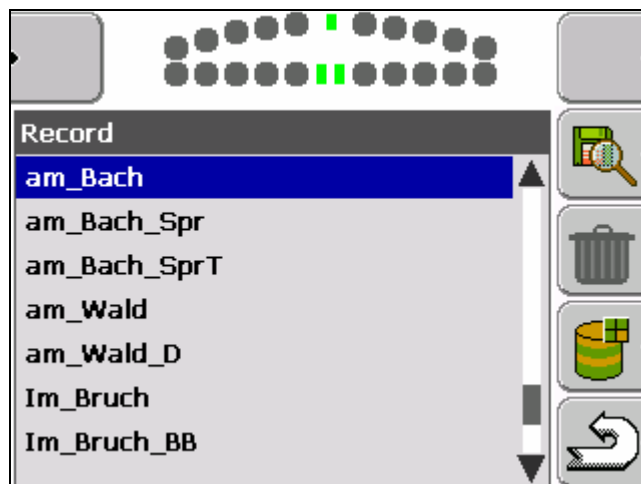 Record
am_Bach
am_Bach_Spr
am_Bach_SprT
am_Wald
am_Wald_D
Im_Bruch
Im_Bruch_BB